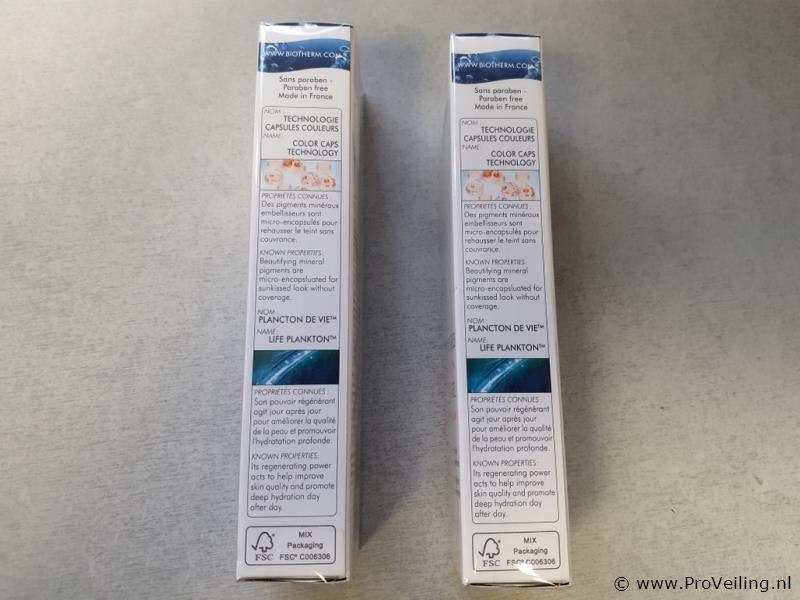 WWW.BIOTHERM.COM
Sans paraben -
Paraben free
Made in France
NOM :
TECHNOLOGIE
CAPSULES COULEURS
NAME:
COLOR CAPS
TECHNOLOGY
PROPRIÉTÉS CONNUES :
Des pigments minéraux
embellisseurs sont
micro-encapsulés pour
rehausser le teint sans
couvrance.
KNOWN PROPERTIES:
Beautifying mineral
pigments are
micro-encpsluated for
sunkissed look without
coverage.
NOM :
PLANCTON DE VIE™
NAME:
LIFE PLANKTON™
PROPRIÉTÉS CONNUES :
Son pouvoir régénérant
agit jour après jour
pour améliorer la qualité
de la peau et promouvoir
l'hydratation profonde.
KNOWN PROPERTIES:
Its regenerating power
acts to help improve
skin quality and promote
deep hydration day
after day.
MIX
Packaging
FSC
FSC® C006306
WWW.BIOTHERM.COM
Sans paraben -
Paraben free
Made in France
NOM :
TECHNOLOGIE
CAPSULES COULEURS
NAME:
COLOR CAPS
TECHNOLOGY
PROPRIÉTÉS CONNUES :
Des pigments minéraux
embellisseurs sont
micro-encapsulés pour
rehausser le teint sans
couvrance.
KNOWN PROPERTIES:
Beautifying mineral
pigments are
micro-encpsluated for
sunkissed look without
coverage.
NOM :
PLANCTON DE VIE™
NAME:
LIFE PLANKTON™
PROPRIÉTÉS CONNUES :
Son pouvoir régénérant
agit jour après jour
pour améliorer la qualité
de la peau et promouvoir
l'hydratation profonde.
KNOWN PROPERTIES:
Its regenerating power
acts to help improve
skin quality and promote
deep hydration day
after day.
MIX
Packaging
FSC
FSC® C006306
© www.ProVeiling.nl